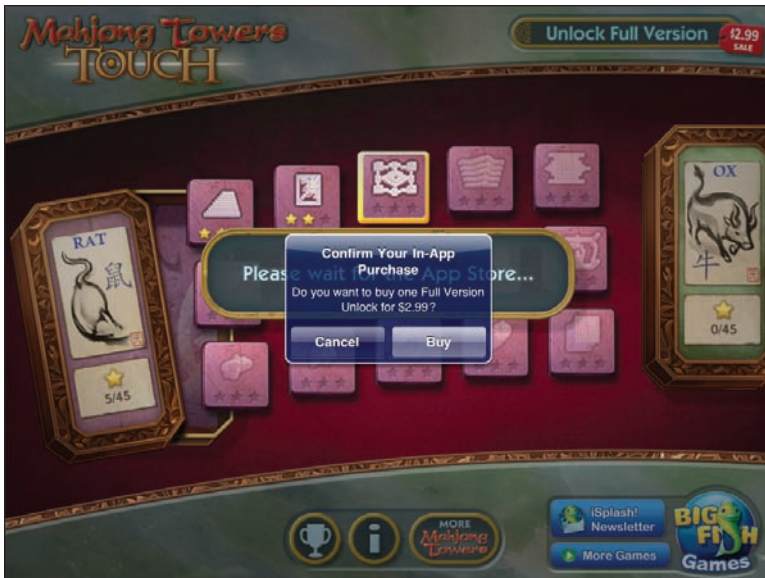 Mahjong Towers
TOUCH
Unlock Full Version
$2.99
SALE
RAT
鼠
5/45
OX
牛
0/45
Please wait for the App Store...
Confirm Your In-App
Purchase
Do you want to buy one Full Version
Unlock for $2.99?
Cancel
Buy
MORE
Mahjong
Towers
iSplash!
Newsletter
More Games
BIG FISH
Games